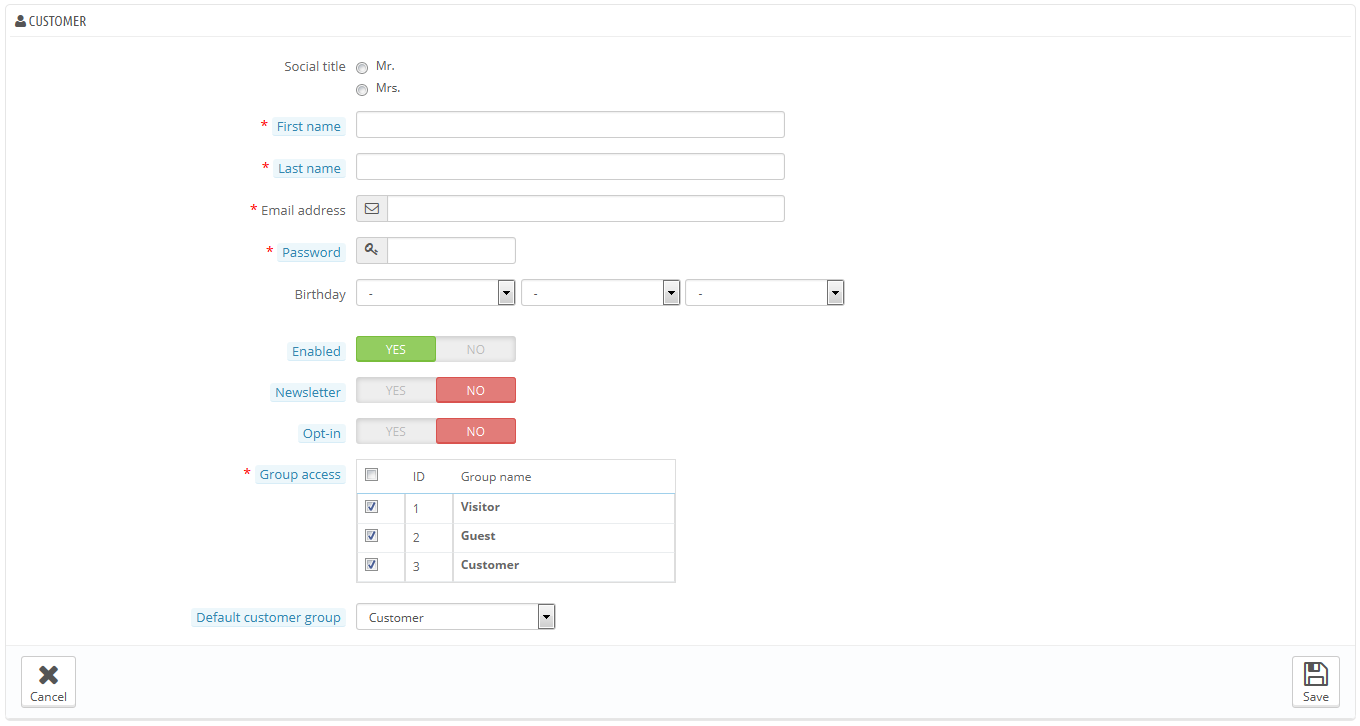 CUSTOMER
Social title
Mr.
Mrs.
* First name
* Last name
* Email address
* Password
Birthday - - -
Enabled YES NO
Newsletter YES NO
Opt-in YES NO
* Group access
ID Group name
1 Visitor
2 Guest
3 Customer
Default customer group Customer
Cancel Save